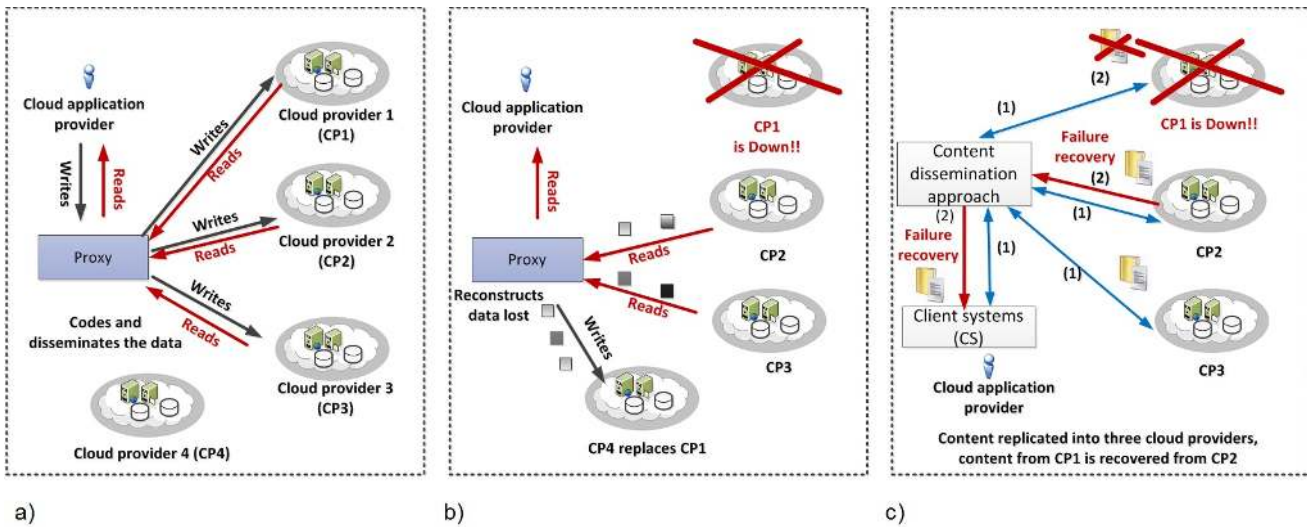 Cloud application
provider
Writes
Reads
Proxy
Codes and
disseminates the data
Writes
Reads
Cloud provider 1
(CP1)
Writes
Reads
Cloud provider 2
(CP2)
Writes
Reads
Cloud provider 3
(CP3)
Cloud provider 4 (CP4)
a)
Cloud application
provider
Reads
Proxy
Reconstructs
data lost
CP1
is Down!!
Reads
CP2
Reads
CP3
Writes
CP4 replaces CP1
b)
(2)
(1)
CP1 is Down!!
Content
dissemination
approach
Failure
recovery
(2)
(1)
CP2
(2)
Failure
recovery
(1)
(1)
CP3
Client systems
(CS)
Cloud application
provider
Content replicated into three cloud providers,
content from CP1 is recovered from CP2
c)